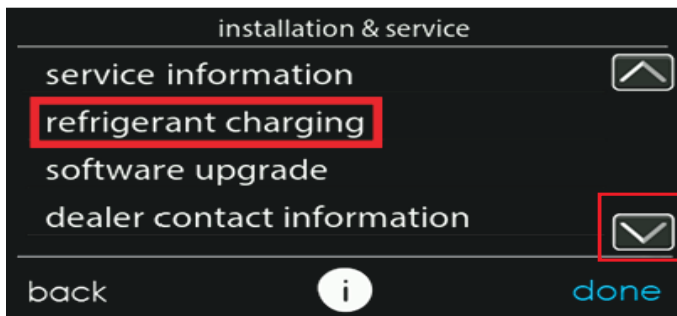 installation & service
service information
refrigerant charging
software upgrade
dealer contact information
back i done